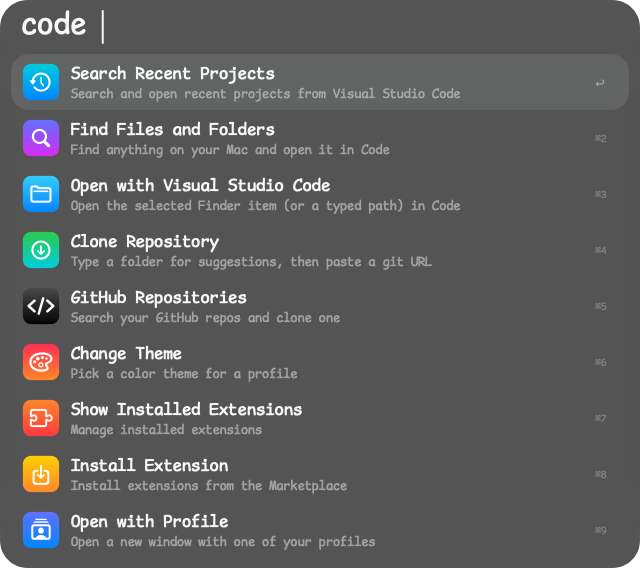 code
Search Recent Projects
Search and open recent projects from Visual Studio Code
↩
Find Files and Folders
Find anything on your Mac and open it in Code
⌘2
Open with Visual Studio Code
Open the selected Finder item (or a typed path) in Code
⌘3
Clone Repository
Type a folder for suggestions, then paste a git URL
⌘4
GitHub Repositories
Search your GitHub repos and clone one
⌘5
Change Theme
Pick a color theme for a profile
⌘6
Show Installed Extensions
Manage installed extensions
⌘7
Install Extension
Install extensions from the Marketplace
⌘8
Open with Profile
Open a new window with one of your profiles
⌘9